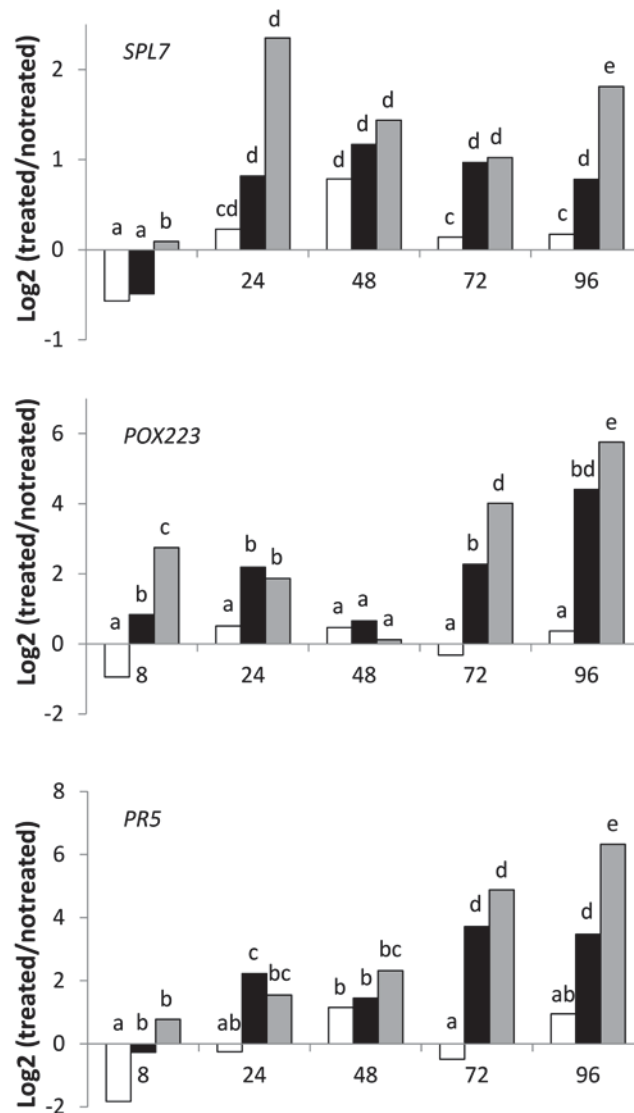 SPL7
Log2 (treated/notreated)
2
1
0
-1
a a b
cd d d
d d d
c d d
c d e
24 48 72 96
POX223
Log2 (treated/notreated)
6
4
2
0
-2
a b c
a b b
a a a
a b d
a bd e
8 24 48 72 96
PR5
Log2 (treated/notreated)
8
6
4
2
0
-2
a b b
ab c bc
b b bc
a d d
ab d e
8 24 48 72 96